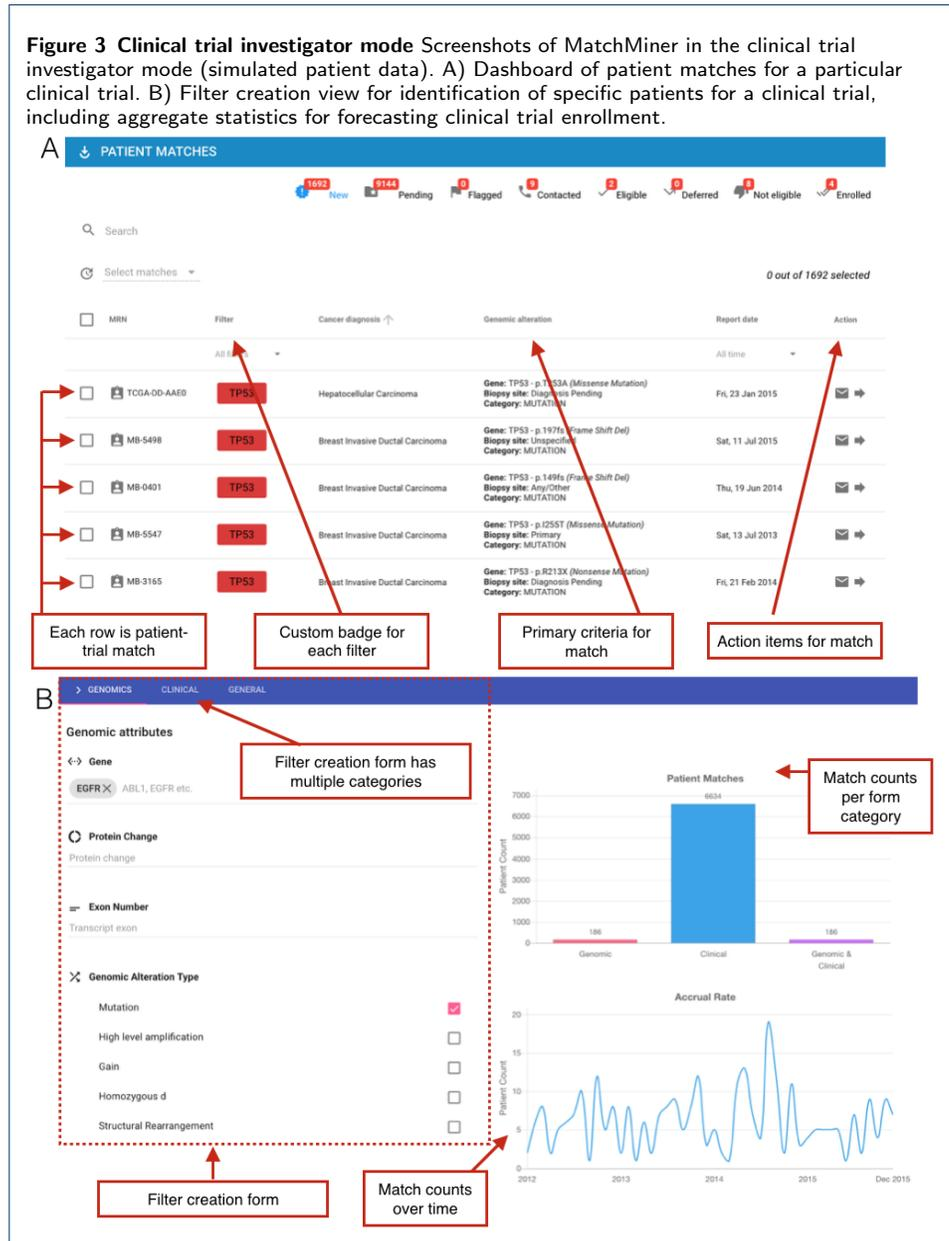 Figure 3 Clinical trial investigator mode Screenshots of MatchMiner in the clinical trial
investigator mode (simulated patient data). A) Dashboard of patient matches for a particular
clinical trial. B) Filter creation view for identification of specific patients for a clinical trial,
including aggregate statistics for forecasting clinical trial enrollment.
A
PATIENT MATCHES
1692 New 9144 Pending 0 Flagged 9 Contacted 2 Eligible 0 Deferred 8 Not eligible 4 Enrolled
Search
Select matches
0 out of 1692 selected
MRN Filter Cancer diagnosis Genomic alteration Report date Action
All time
TCGA-DD-AAE0 TP53 Hepatocellular Carcinoma
Gene: TP53 - (Missense Mutation)
Biopsy site: Diagnosis Pending
Category: MUTATION
Fri, 23 Jan 2015
MB-5498 TP53 Breast Invasive Ductal Carcinoma
Gene: TP53 - p.197fs (Frame Shift Del)
Biopsy site: Unspecified
Category: MUTATION
Sat, 11 Jul 2015
MB-0401 TP53 Breast Invasive Ductal Carcinoma
Gene: TP53 - p.149fs (Frame Shift Del)
Biopsy site: Any/Other
Category: MUTATION
Thu, 19 Jun 2014
MB-5547 TP53 Breast Invasive Ductal Carcinoma
Gene: TP53 - p.I255T (Missense Mutation)
Biopsy site: Primary
Category: MUTATION
Sat, 13 Jul 2013
MB-3165 TP53 Breast Invasive Ductal Carcinoma
Gene: TP53 - p.R213X (Nonsense Mutation)
Biopsy site: Diagnosis Pending
Category: MUTATION
Fri, 21 Feb 2014
Each row is patient-
trial match
Custom badge for
each filter
Primary criteria for
match
Action items for match
B
GENOMICS CLINICAL GENERAL
Genomic attributes
Gene
EGFR ABL1, EGFR etc.
Protein Change
Protein change
Exon Number
Transcript exon
Genomic Alteration Type
Mutation
High level amplification
Gain
Homozygous d
Structural Rearrangement
Filter creation form has
multiple categories
Filter creation form
Match counts
per form
category
Patient Matches
Patient Count
7000
6000
5000
4000
3000
2000
1000
0
186
6634
186
Genomic
Clinical
Genomic &
Clinical
Accrual Rate
Patient Count
20
15
10
5
0
2012 2013 2014 2015 Dec 2015
Match counts
over time